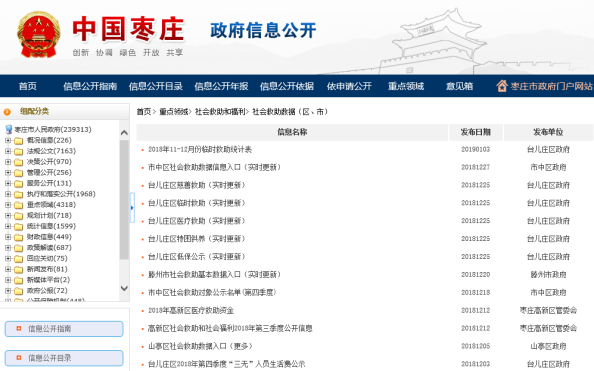 中国枣庄 政府信息公开
创新 协调 绿色 开放 共享
首页 信息公开指南 信息公开目录 信息公开年报 信息公开依据 依申请公开 重点领域 意见箱 枣庄市政府门户网站
细配分类
首页> 重点领域> 社会救助和福利> 社会救助数据（区、市）
枣庄市人民政府(239313)
概况信息(226)
法规公文(7163)
决策公开(970)
管理公开(256)
服务公开(131)
执行和落实公开(1968)
重点领域(4318)
规划计划(718)
统计信息(1599)
财政信息(449)
政策解读(687)
回应关切(75)
新闻发布(81)
新媒体平台(2)
政府公报(72)
信息公开指南
信息公开目录
信息名称 发布日期 发布单位
2018年11-12月份临时救助统计表 20190103 台儿庄区政府
市中区社会救助数据信息入口（实时更新） 20181227 市中区政府
台儿庄区慈善救助（实时更新） 20181225 台儿庄区政府
台儿庄区临时救助（实时更新） 20181225 台儿庄区政府
台儿庄区医疗救助（实时更新） 20181225 台儿庄区政府
台儿庄区特困供养（实时更新） 20181225 台儿庄区政府
台儿庄区低保公示（实时更新） 20181225 台儿庄区政府
滕州市社会救助基本数据入口（实时更新） 20181220 滕州市政府
市中区社会救助对象公示名单(第四季度) 20181218 市中区政府
2018年高新区医疗救助资金 20181212 枣庄高新区管委会
高新区社会救助和社会福利2018年第三季度公开信息 20181212 枣庄高新区管委会
山亭区社会救助数据入口（更多） 20181205 山亭区政府
台儿庄区2018年第四季度“三无”人员生活费公示 20181203 台儿庄区政府